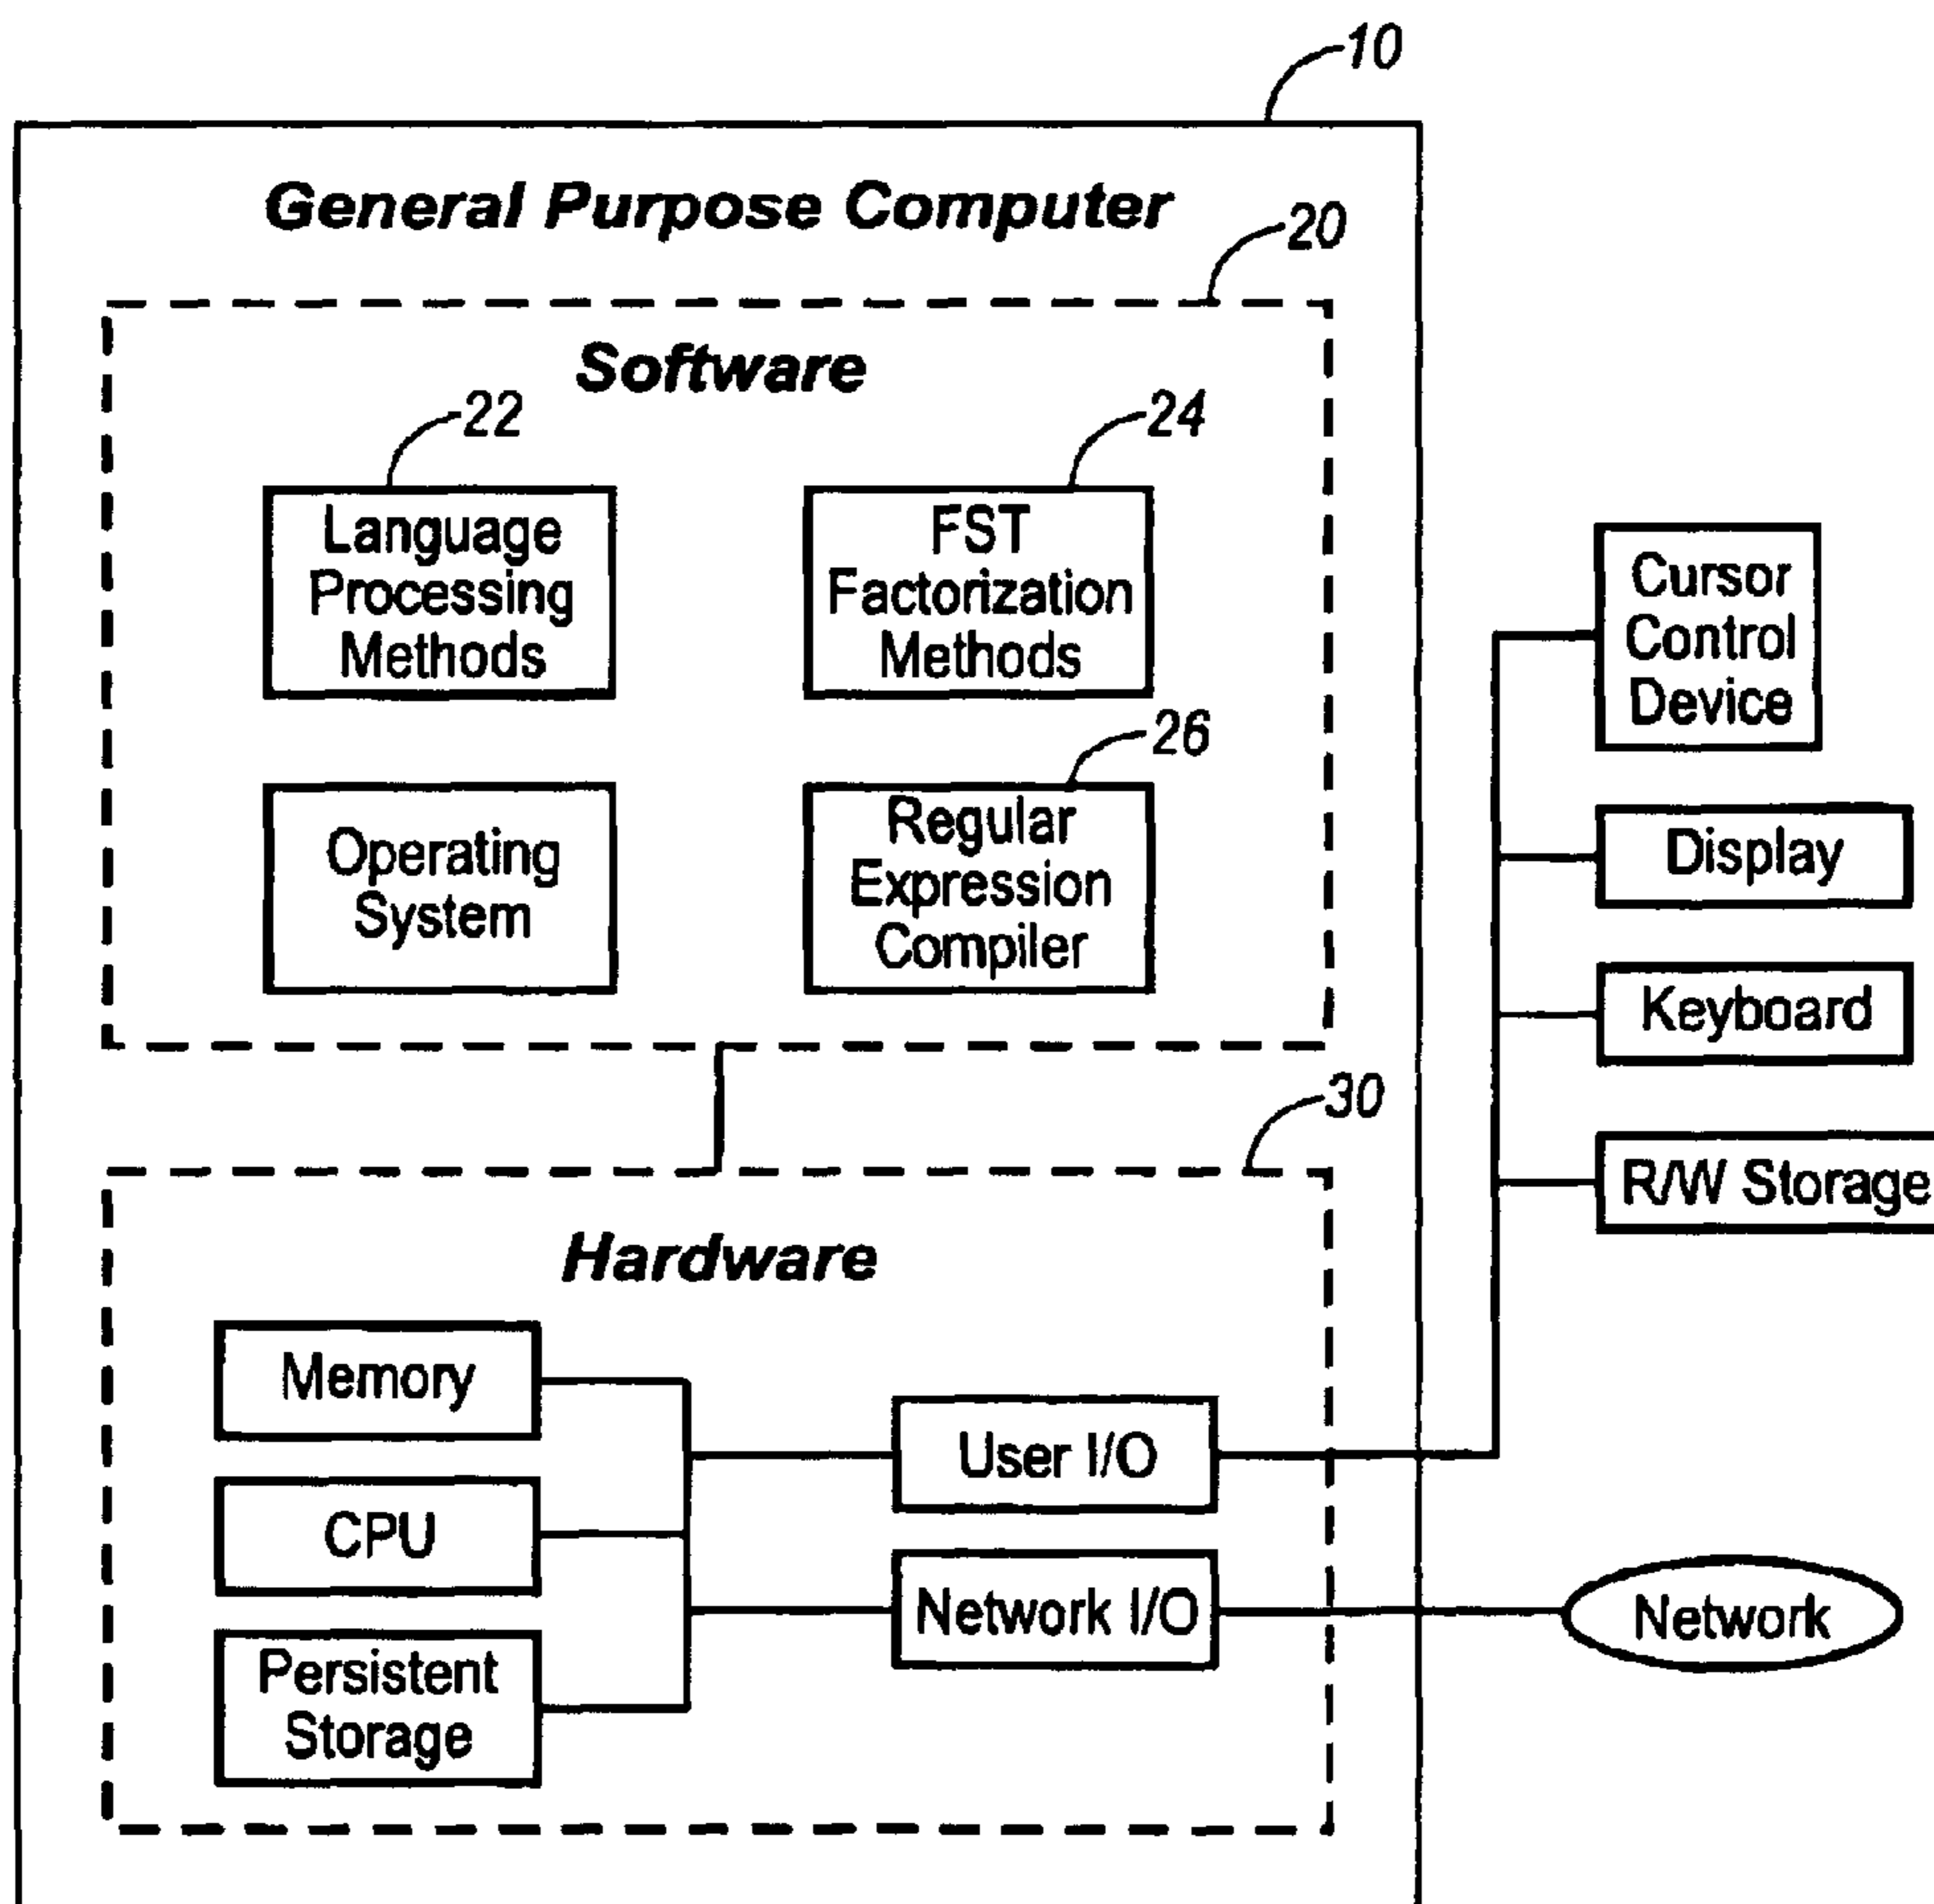 10
General Purpose Computer
20
Software
22
24
Language
Processing
Methods
FST
Factorization
Methods
26
Operating
System
Regular
Expression
Compiler
Cursor
Control
Device
Display
Keyboard
R/W Storage
30
Hardware
Memory
CPU
Persistent
Storage
User I/O
Network I/O
Network